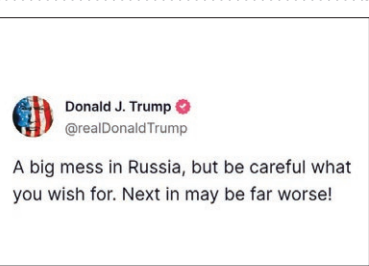 Donald J. Trump
@realDonaldTrump
A big mess in Russia, but be careful what
you wish for. Next in may be far worse!